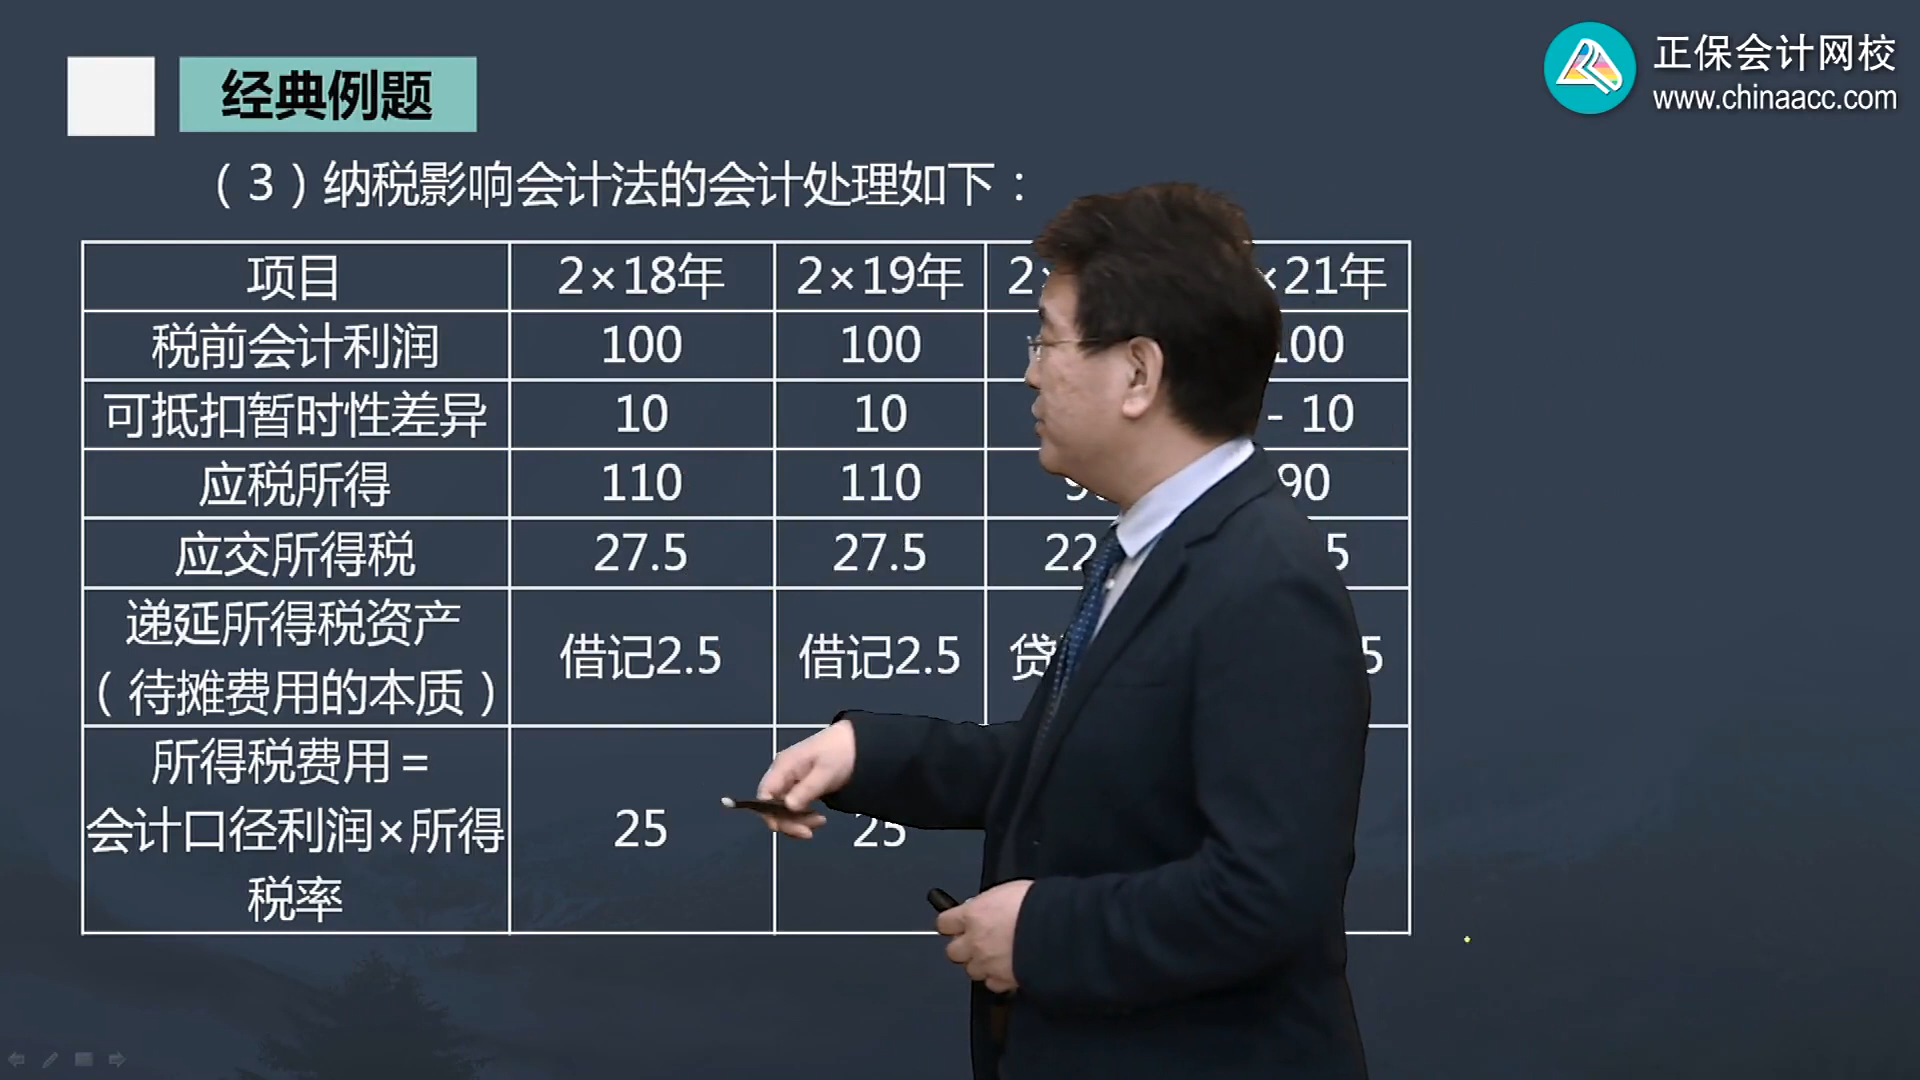 正保会计网校
www.chinaacc.com
经典例题
（3）纳税影响会计法的会计处理如下：
项目 2×18年 2×19年 2× ×21年
税前会计利润 100 100 100
可抵扣暂时性差异 10 10 - 10
应税所得 110 110 9 90
应交所得税 27.5 27.5 22 5
递延所得税资产
（待摊费用的本质） 借记2.5 借记2.5 贷 5
所得税费用＝
会计口径利润×所得
税率 25 25